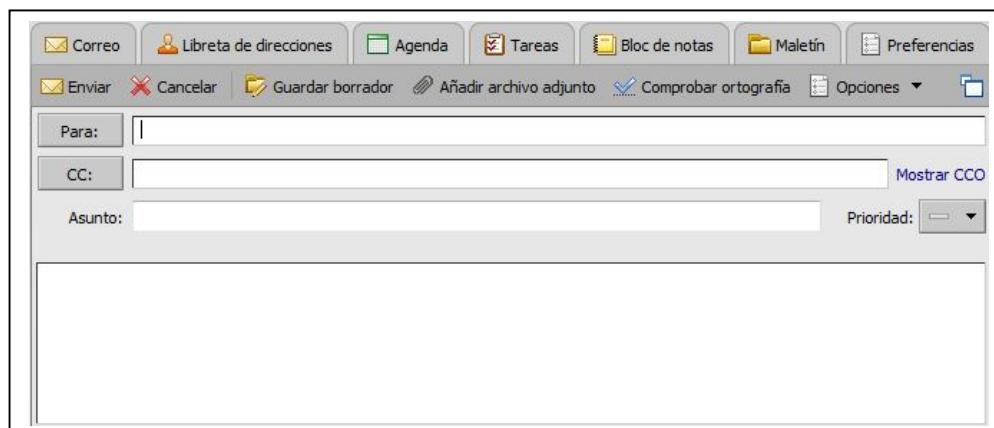 Correo Libreta de direcciones Agenda Tareas Bloc de notas Maletín Preferencias
Enviar Cancelar Guardar borrador Añadir archivo adjunto Comprobar ortografía Opciones
Para:
CC: Mostrar CCO
Asunto: Prioridad: